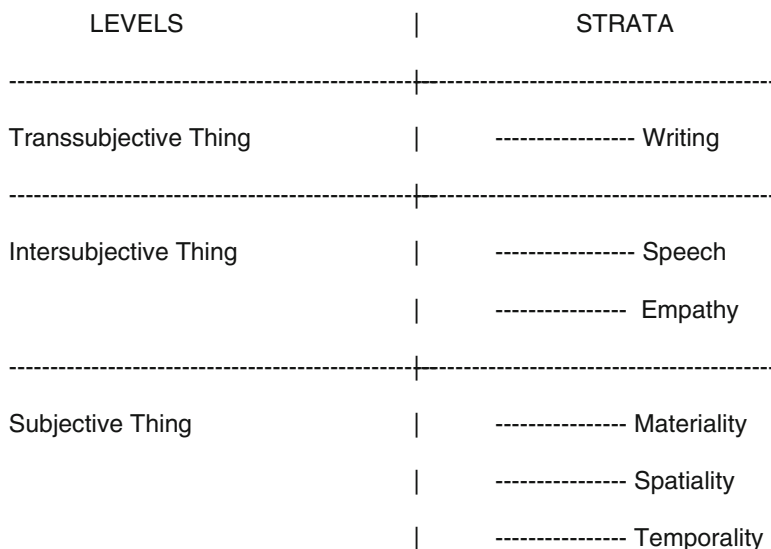 LEVELS | STRATA
Transsubjective Thing | ---------------- Writing
Intersubjective Thing | ---------------- Speech
| --------------- Empathy
Subjective Thing | --------------- Materiality
| --------------- Spatiality
| --------------- Temporality